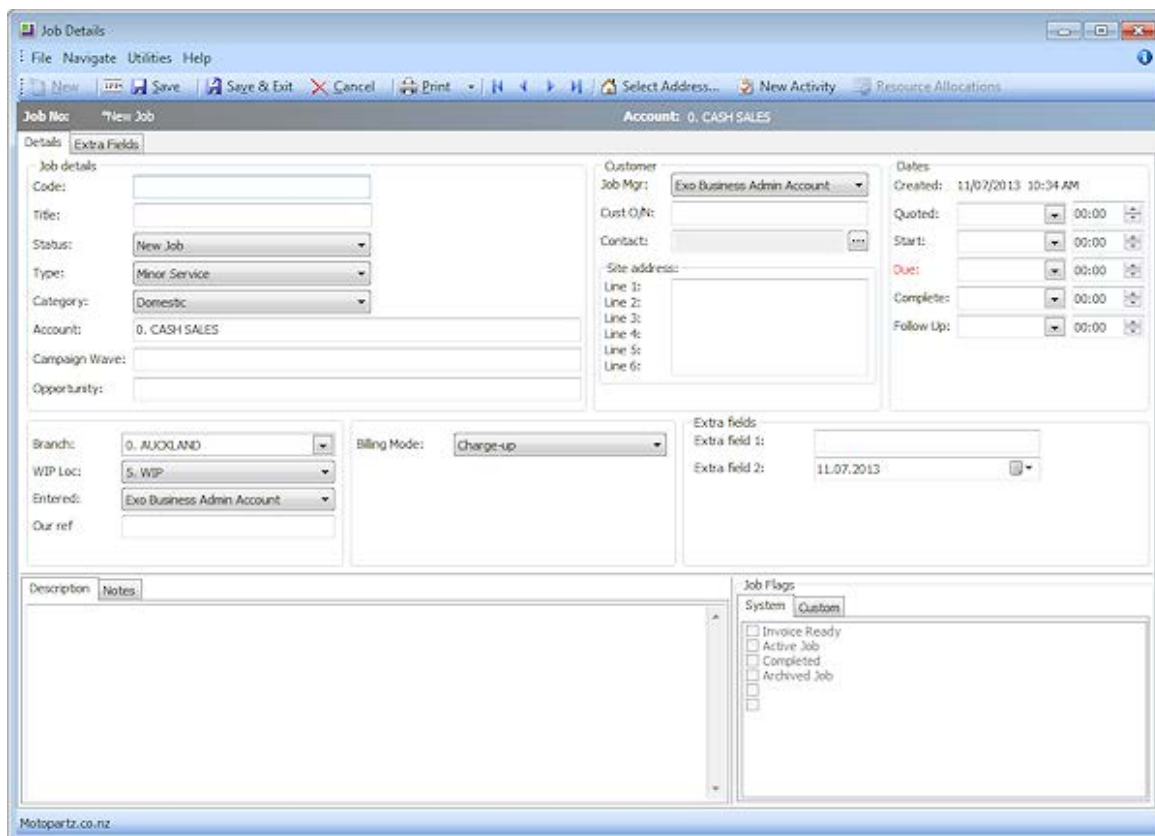 Job Details
File Navigate Utilities Help
New Save Save & Exit Cancel Print Select Address... New Activity Resource Allocations
Job No: *New Job Account: 0. CASH SALES
Details Extra Fields
Job details Customer Dates
Code: Job Mgr: Exo Business Admin Account Created: 11/07/2013 10:34 AM
Title: Cust O/N: Quoted: 00:00
Status: New Job Contact: ... Start: 00:00
Type: Minor Service Site address: Due: 00:00
Line 1:
Category: Domestic Line 2: Complete: 00:00
Line 3:
Account: 0. CASH SALES Line 4: Follow Up: 00:00
Line 5:
Campaign Wave: Line 6:
Opportunity:
Extra fields
Branch: 0. AUCKLAND Billing Mode: Charge-up Extra field 1:
WIP Loc: 5. WIP Extra field 2: 11.07.2013
Entered: Exo Business Admin Account
Our ref
Description Notes Job Flags
System Custom
Invoice Ready
Active Job
Completed
Archived Job
Motopartz.co.nz